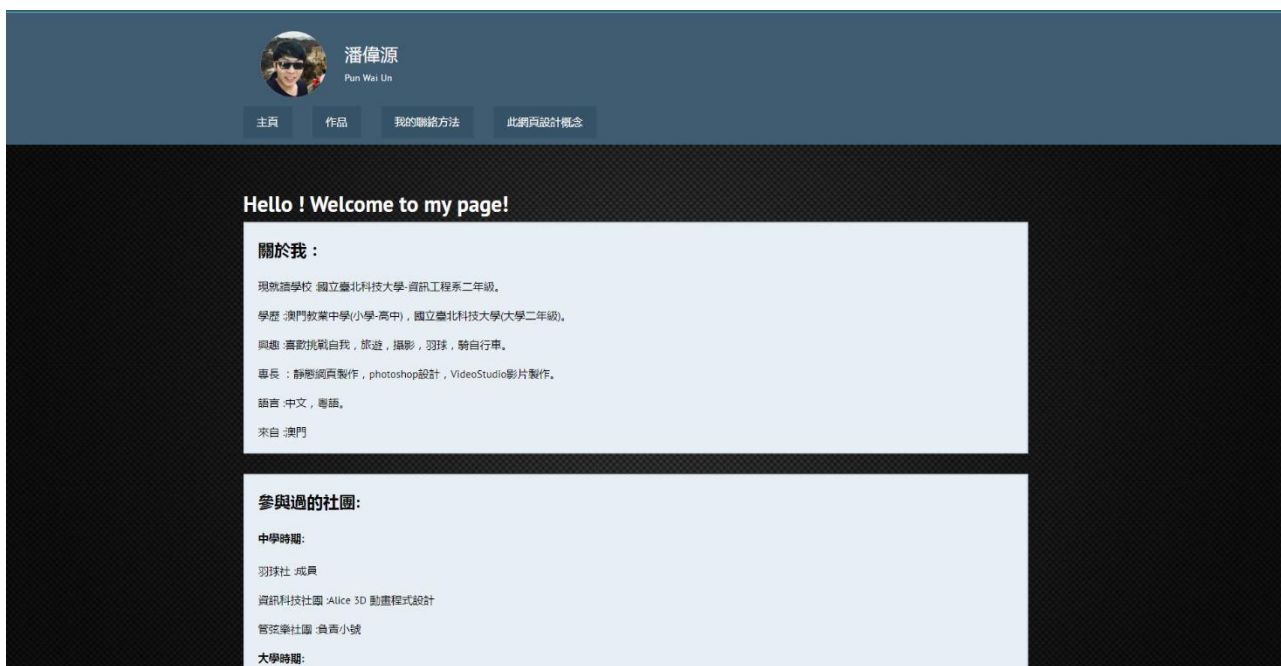 潘偉源
Pun Wai Un
主頁 作品 我的聯絡方法 此網頁設計概念
Hello ! Welcome to my page!
關於我：
現就讀學校 :國立臺北科技大學-資訊工程系二年級。
學歷 :澳門教業中學(小學-高中)，國立臺北科技大學(大學二年級)。
興趣 :喜歡挑戰自我，旅遊，攝影，羽球，騎自行車。
專長 ：靜態網頁製作，photoshop設計，VideoStudio影片製作。
語言 :中文，粵語。
來自 :澳門
參與過的社團:
中學時期:
羽球社 :成員
資訊科技社團 :Alice 3D 動畫程式設計
管弦樂社團 :負責小號
大學時期: